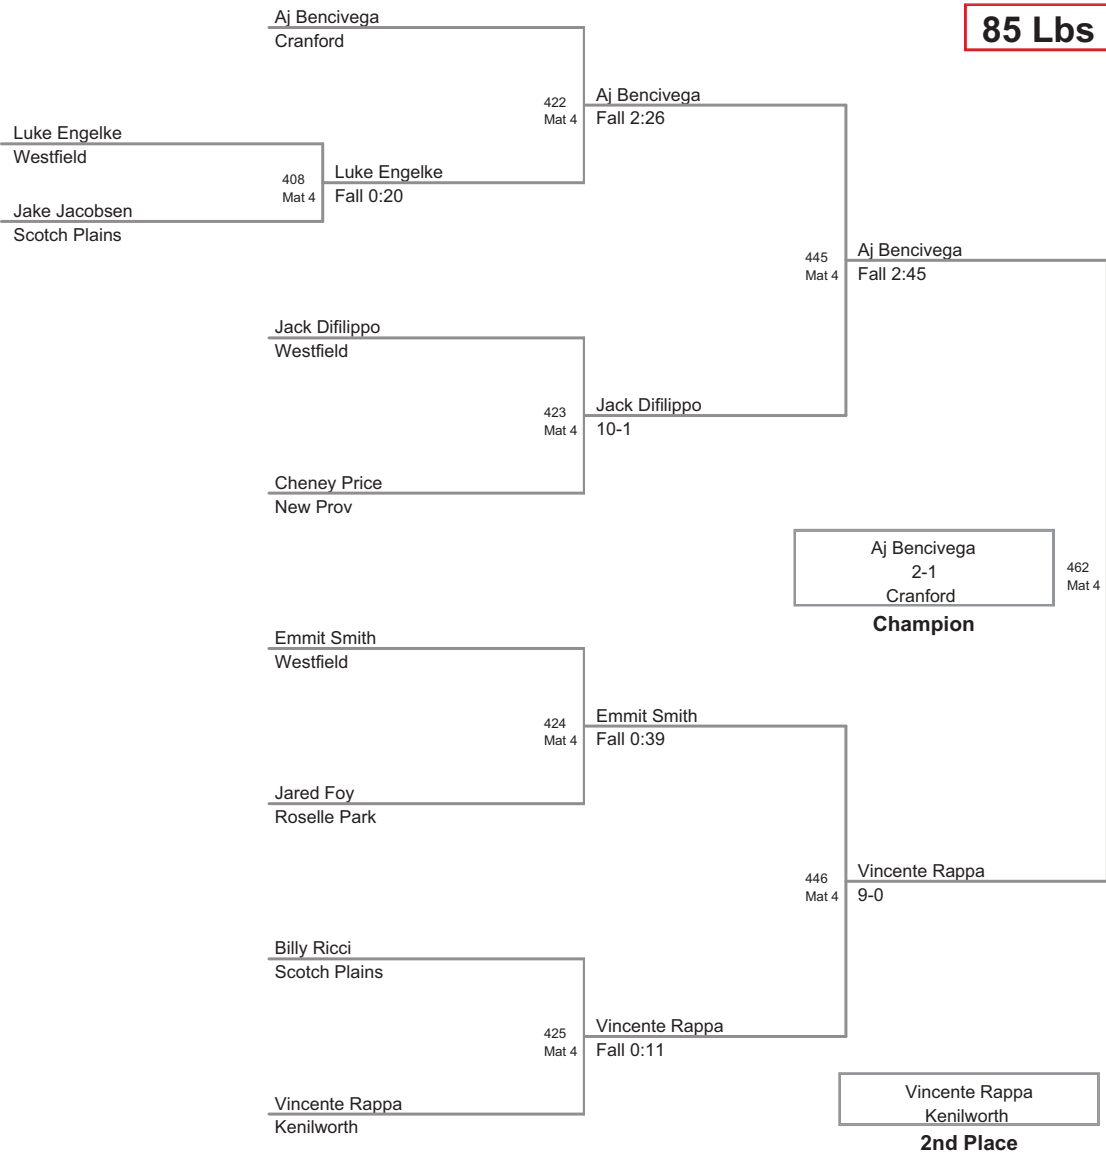 Aj Bencivega
Cranford
85 Lbs
422
Mat 4
Aj Bencivega
Fall 2:26
Luke Engelke
Westfield
408
Mat 4
Luke Engelke
Fall 0:20
Jake Jacobsen
Scotch Plains
445
Mat 4
Aj Bencivega
Fall 2:45
Jack Difilippo
Westfield
423
Mat 4
Jack Difilippo
10-1
Cheney Price
New Prov
Aj Bencivega
2-1
Cranford
462
Mat 4
Champion
Emmit Smith
Westfield
424
Mat 4
Emmit Smith
Fall 0:39
Jared Foy
Roselle Park
446
Mat 4
Vincente Rappa
9-0
Billy Ricci
Scotch Plains
425
Mat 4
Vincente Rappa
Fall 0:11
Vincente Rappa
Kenilworth
Vincente Rappa
Kenilworth
2nd Place